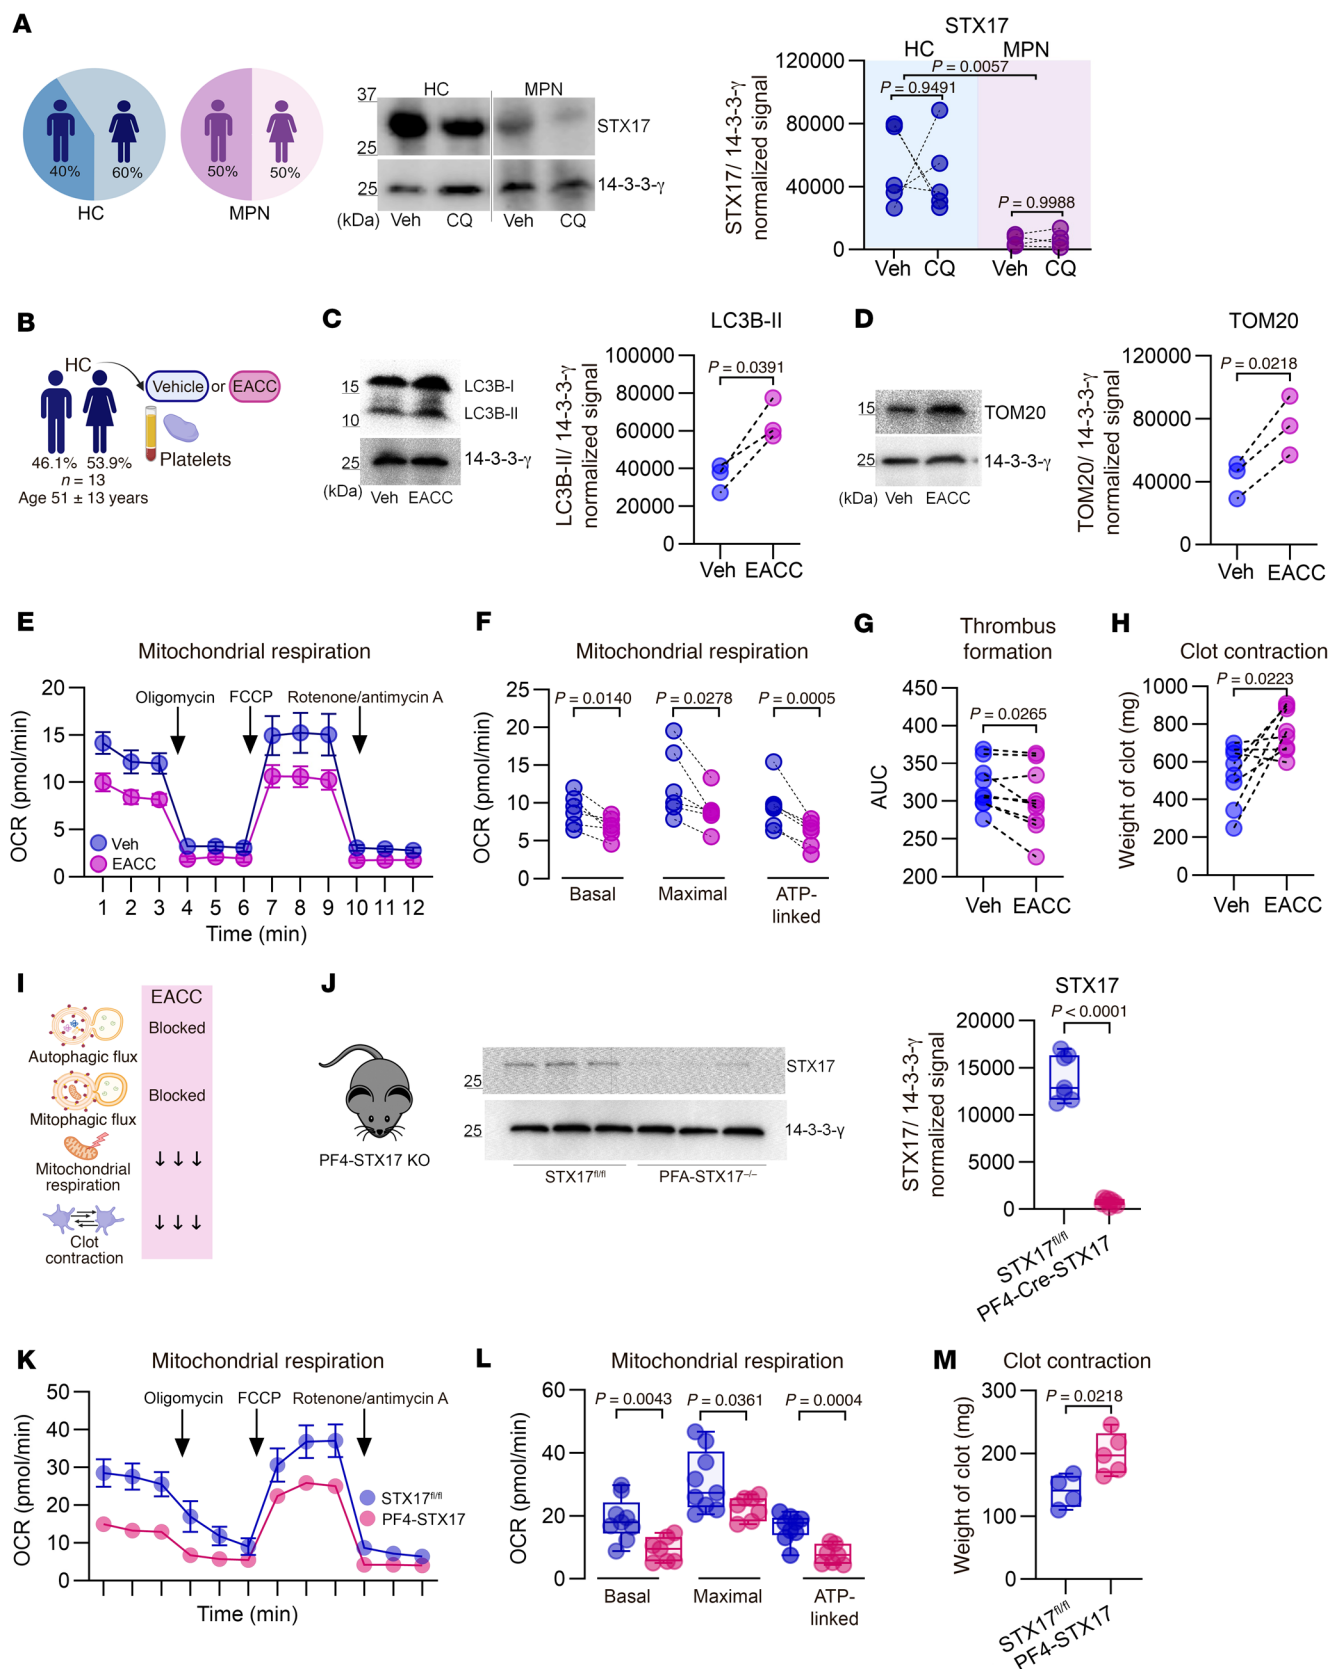 A
40%
60%
HC
50%
50%
MPN
HC
MPN
37
25
25
STX17
14-3-3-γ
(kDa)
Veh
CQ
Veh
CQ
STX17
HC
MPN
STX17/ 14-3-3-γ
normalized signal
120000
80000
40000
0
P = 0.0057
P = 0.9491
P = 0.9988
Veh
CQ
Veh
CQ
B
HC
Vehicle or EACC
Platelets
46.1% 53.9%
n = 13
Age 51 ± 13 years
C
15
10
25
LC3B-I
LC3B-II
14-3-3-γ
(kDa)
Veh EACC
LC3B-II
LC3B-II/ 14-3-3-γ
normalized signal
100000
80000
60000
40000
20000
0
P = 0.0391
Veh EACC
D
15
25
TOM20
14-3-3-γ
(kDa)
Veh EACC
TOM20
TOM20/ 14-3-3-γ
normalized signal
120000
80000
40000
0
P = 0.0218
Veh EACC
E
Mitochondrial respiration
OCR (pmol/min)
20
15
10
5
0
Oligomycin
FCCP
Rotenone/antimycin A
Veh
EACC
1 2 3 4 5 6 7 8 9 10 11 12
Time (min)
F
Mitochondrial respiration
OCR (pmol/min)
25
20
15
10
5
0
P = 0.0140
P = 0.0278
P = 0.0005
Basal
Maximal
ATP-
linked
G
Thrombus
formation
AUC
450
400
350
300
250
200
P = 0.0265
Veh EACC
H
Clot contraction
Weight of clot (mg)
1000
800
600
400
200
0
P = 0.0223
Veh EACC
I
EACC
Autophagic flux
Blocked
Mitophagic flux
Blocked
Mitochondrial
respiration
↓ ↓ ↓
Clot
contraction
↓ ↓ ↓
J
PF4-STX17 KO
25
25
STX17
14-3-3-γ
STX17fl/fl
PFA-STX17–/–
STX17
STX17/ 14-3-3-γ
normalized signal
20000
15000
10000
5000
0
P < 0.0001
STX17fl/fl
PF4-Cre-STX17
K
Mitochondrial respiration
OCR (pmol/min)
50
40
30
20
10
0
Oligomycin
FCCP
Rotenone/antimycin A
STX17fl/fl
PF4-STX17
Time (min)
L
Mitochondrial respiration
OCR (pmol/min)
60
40
20
0
P = 0.0043
P = 0.0361
P = 0.0004
Basal
Maximal
ATP-
linked
M
Clot contraction
Weight of clot (mg)
300
200
100
0
P = 0.0218
STX17fl/fl
PF4-STX17